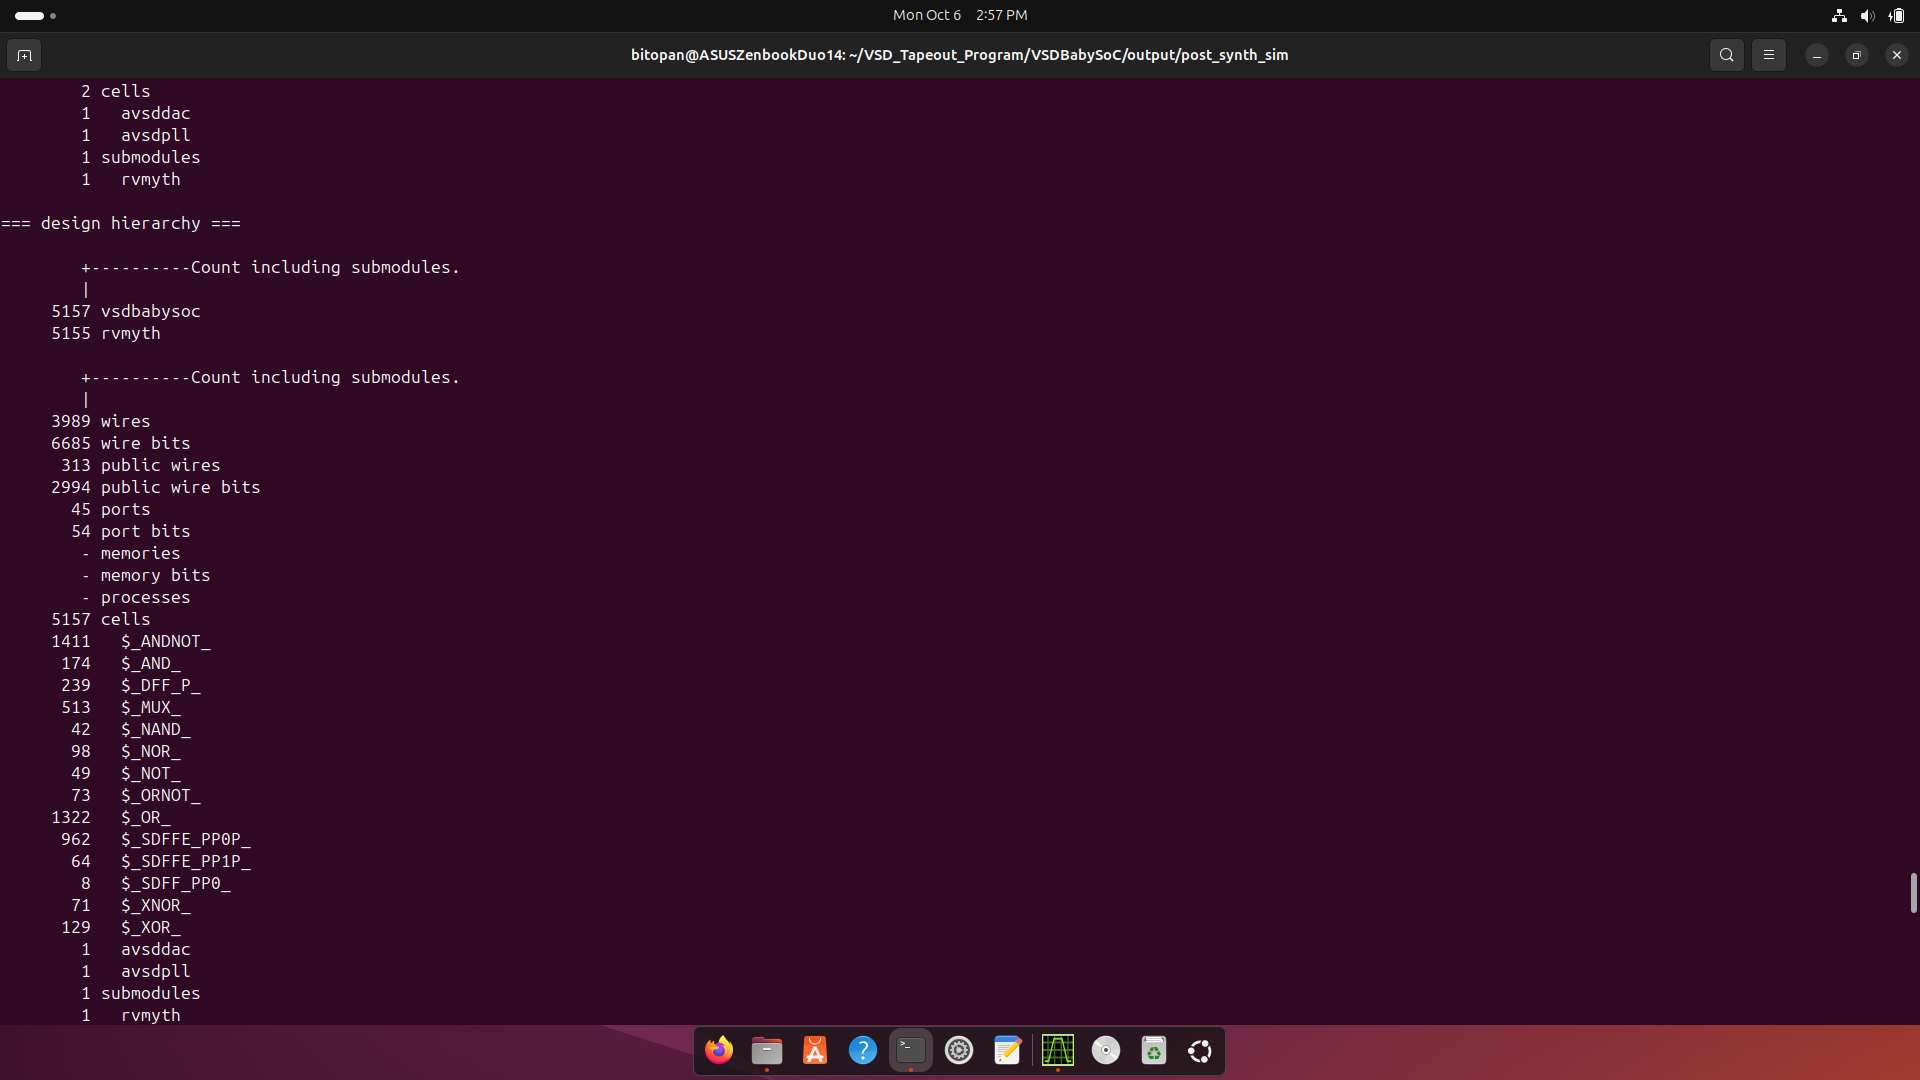 Mon Oct 6 2:57 PM
bitopan@ASUSZenbookDuo14: ~/VSD_Tapeout_Program/VSDBabySoC/output/post_synth_sim
2 cells
1 avsddac
1 avsdpll
1 submodules
1 rvmyth
=== design hierarchy ===
+----------Count including submodules.
|
5157 vsdbabysoc
5155 rvmyth
+----------Count including submodules.
|
3989 wires
6685 wire bits
313 public wires
2994 public wire bits
45 ports
54 port bits
- memories
- memory bits
- processes
5157 cells
1411 $_ANDNOT_
174 $_AND_
239 $_DFF_P_
513 $_MUX_
42 $_NAND_
98 $_NOR_
49 $_NOT_
73 $_ORNOT_
1322 $_OR_
962 $_SDFFE_PP0P_
64 $_SDFFE_PP1P_
8 $_SDFF_PP0_
71 $_XNOR_
129 $_XOR_
1 avsddac
1 avsdpll
1 submodules
1 rvmyth